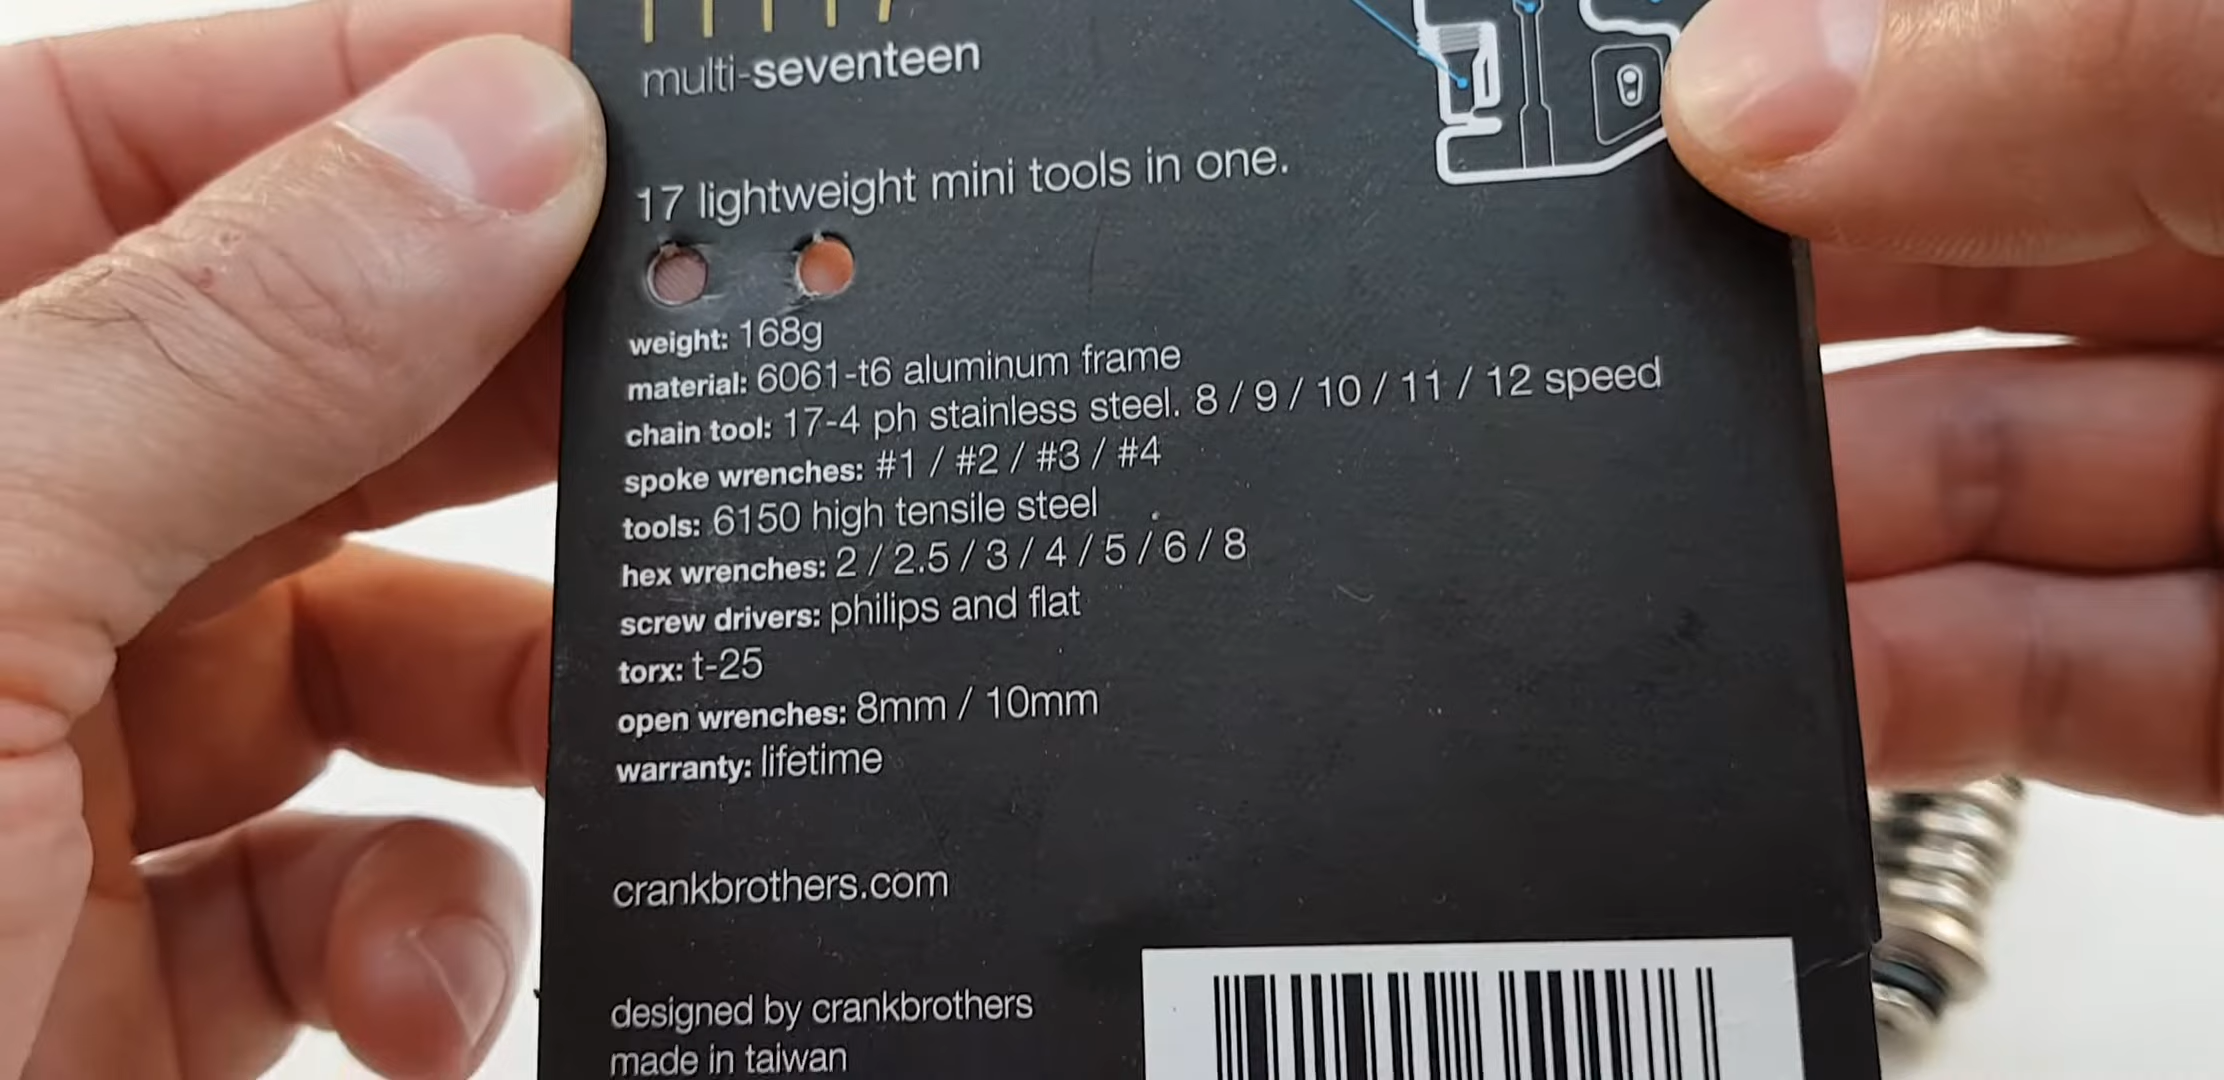 multi-seventeen
17 lightweight mini tools in one.
weight: 168g
material: 6061-t6 aluminum frame
chain tool: 17-4 ph stainless steel. 8 / 9 / 10 / 11 / 12 speed
spoke wrenches: #1 / #2 / #3 / #4
tools: 6150 high tensile steel
hex wrenches: 2 / 2.5 / 3 / 4 / 5 / 6 / 8
screw drivers: philips and flat
torx: t-25
open wrenches: 8mm / 10mm
warranty: lifetime
crankbrothers.com
designed by crankbrothers
made in taiwan